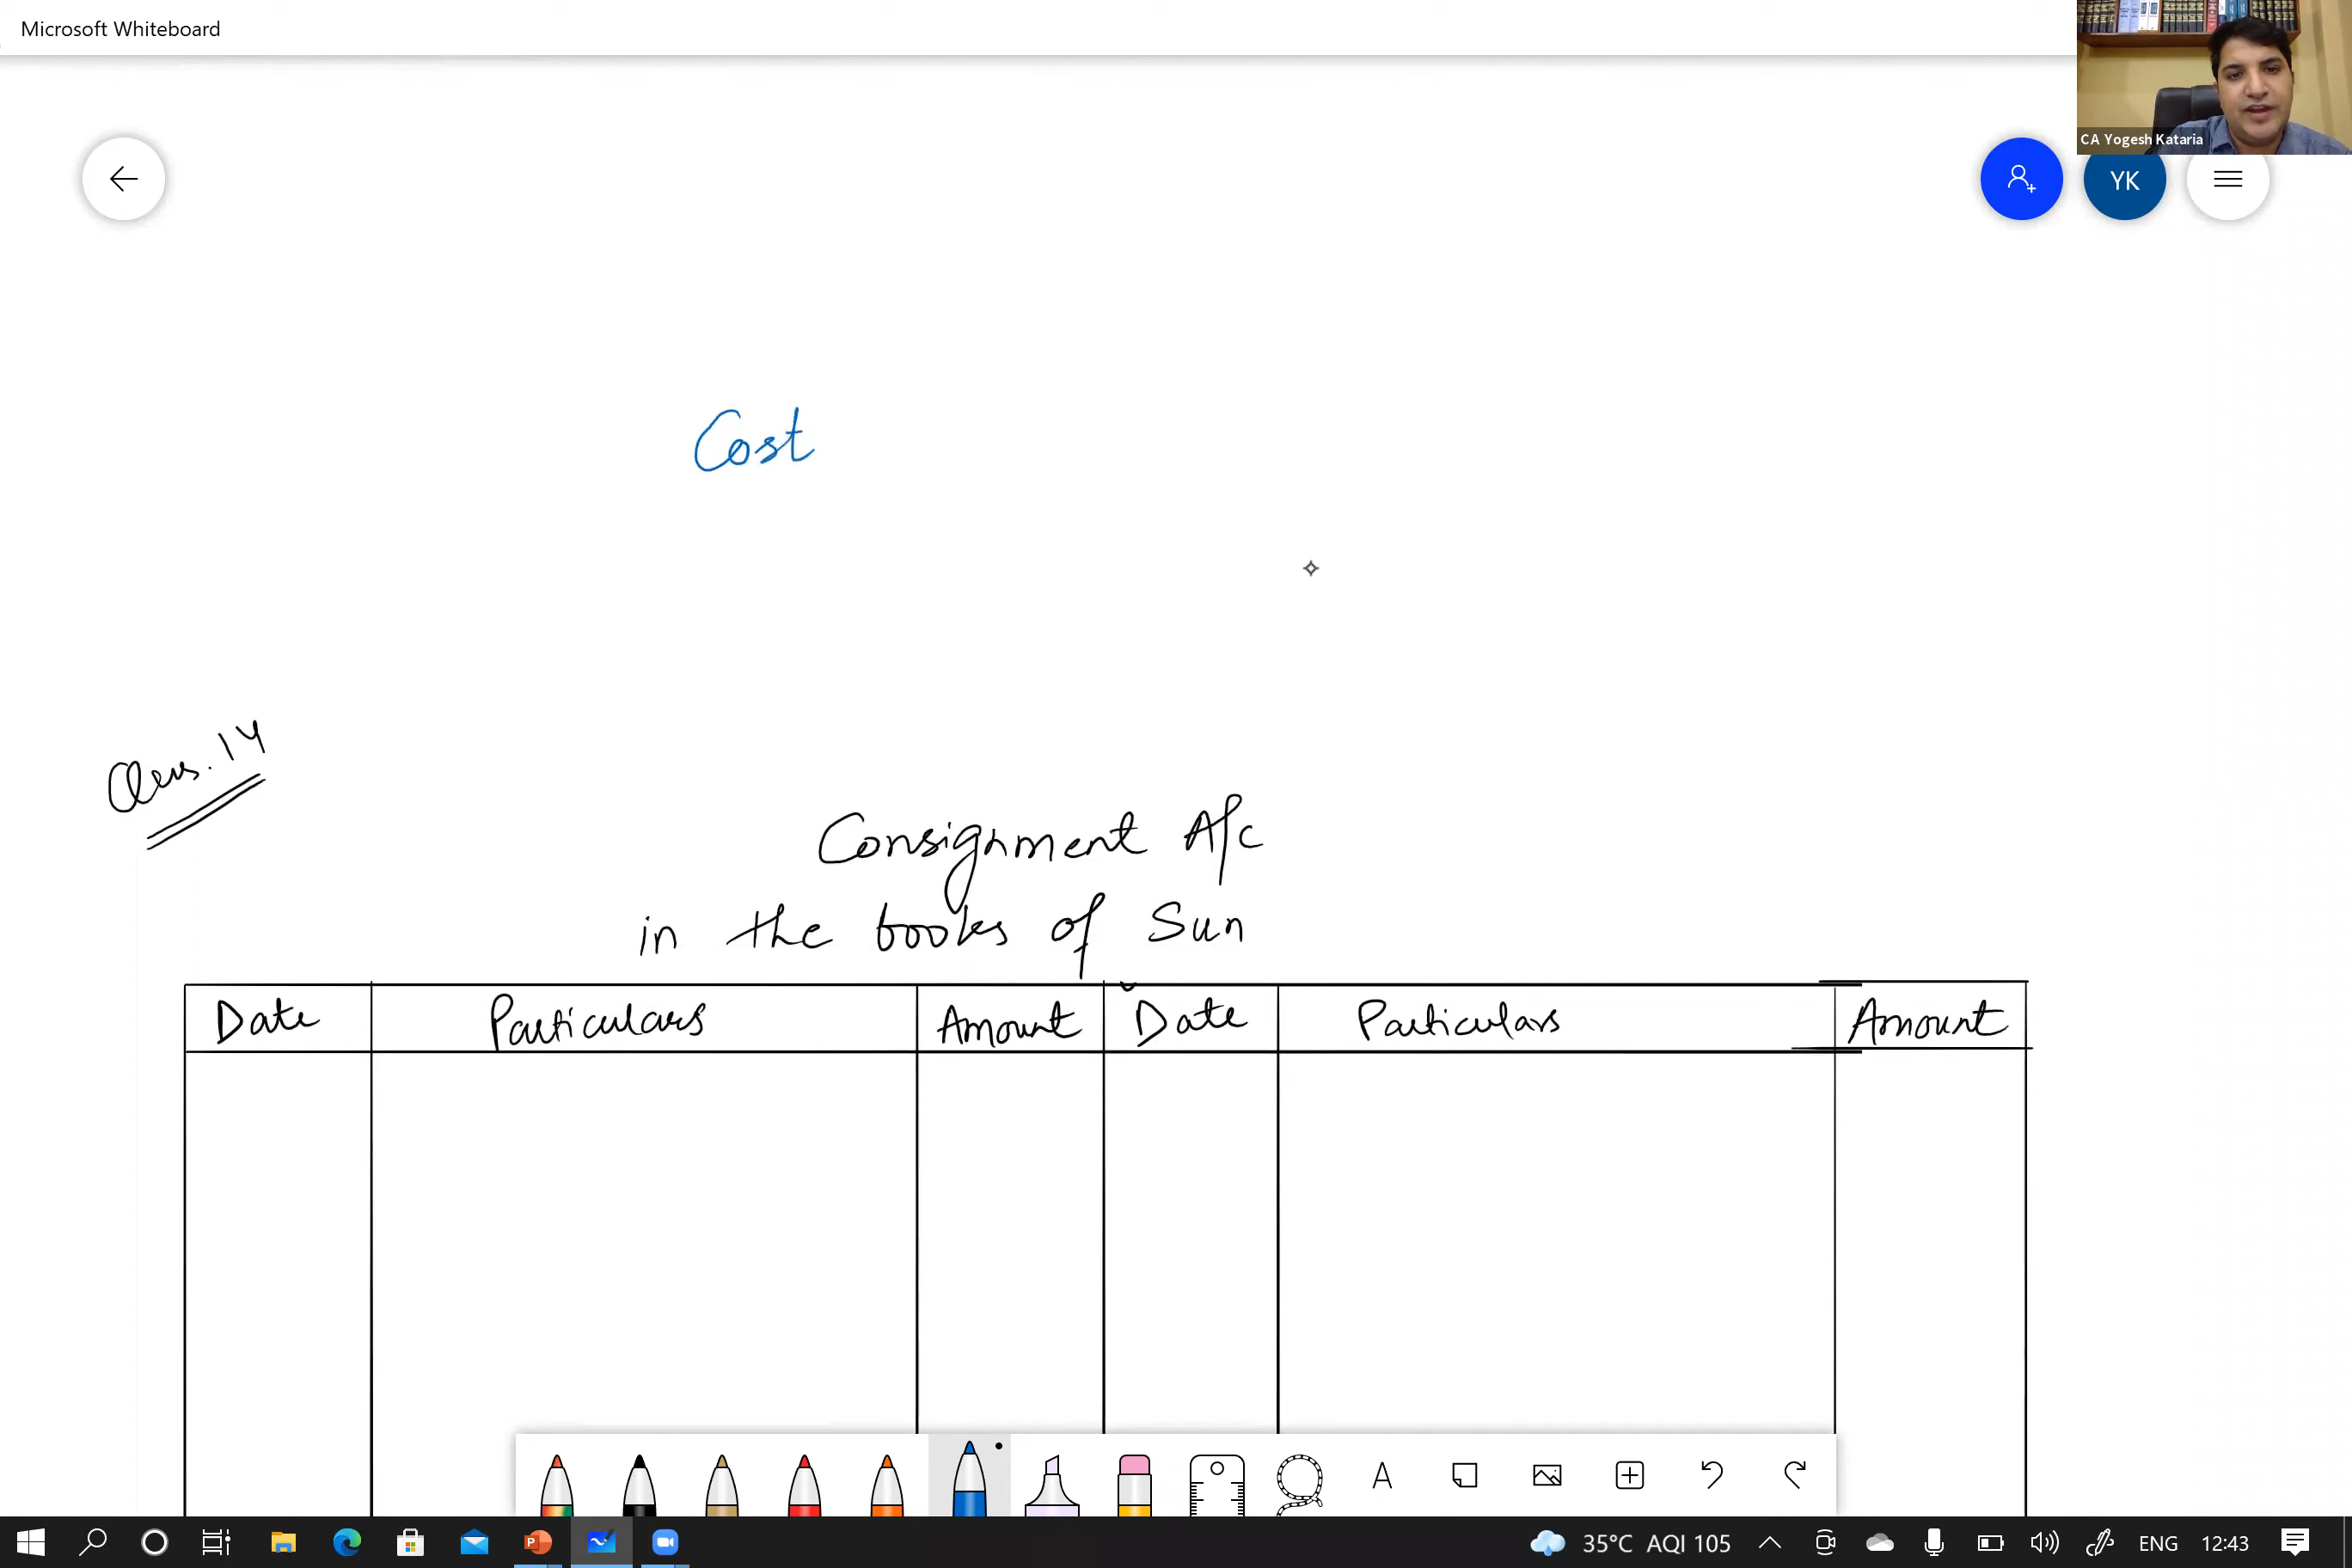 Microsoft Whiteboard
CA Yogesh Kataria
YK
Cost
Ques. 14
Consignment A/c
in the books of Sun
Date Particulars Amount Date Particulars Amount
A
35°C AQI 105 ENG 12:43